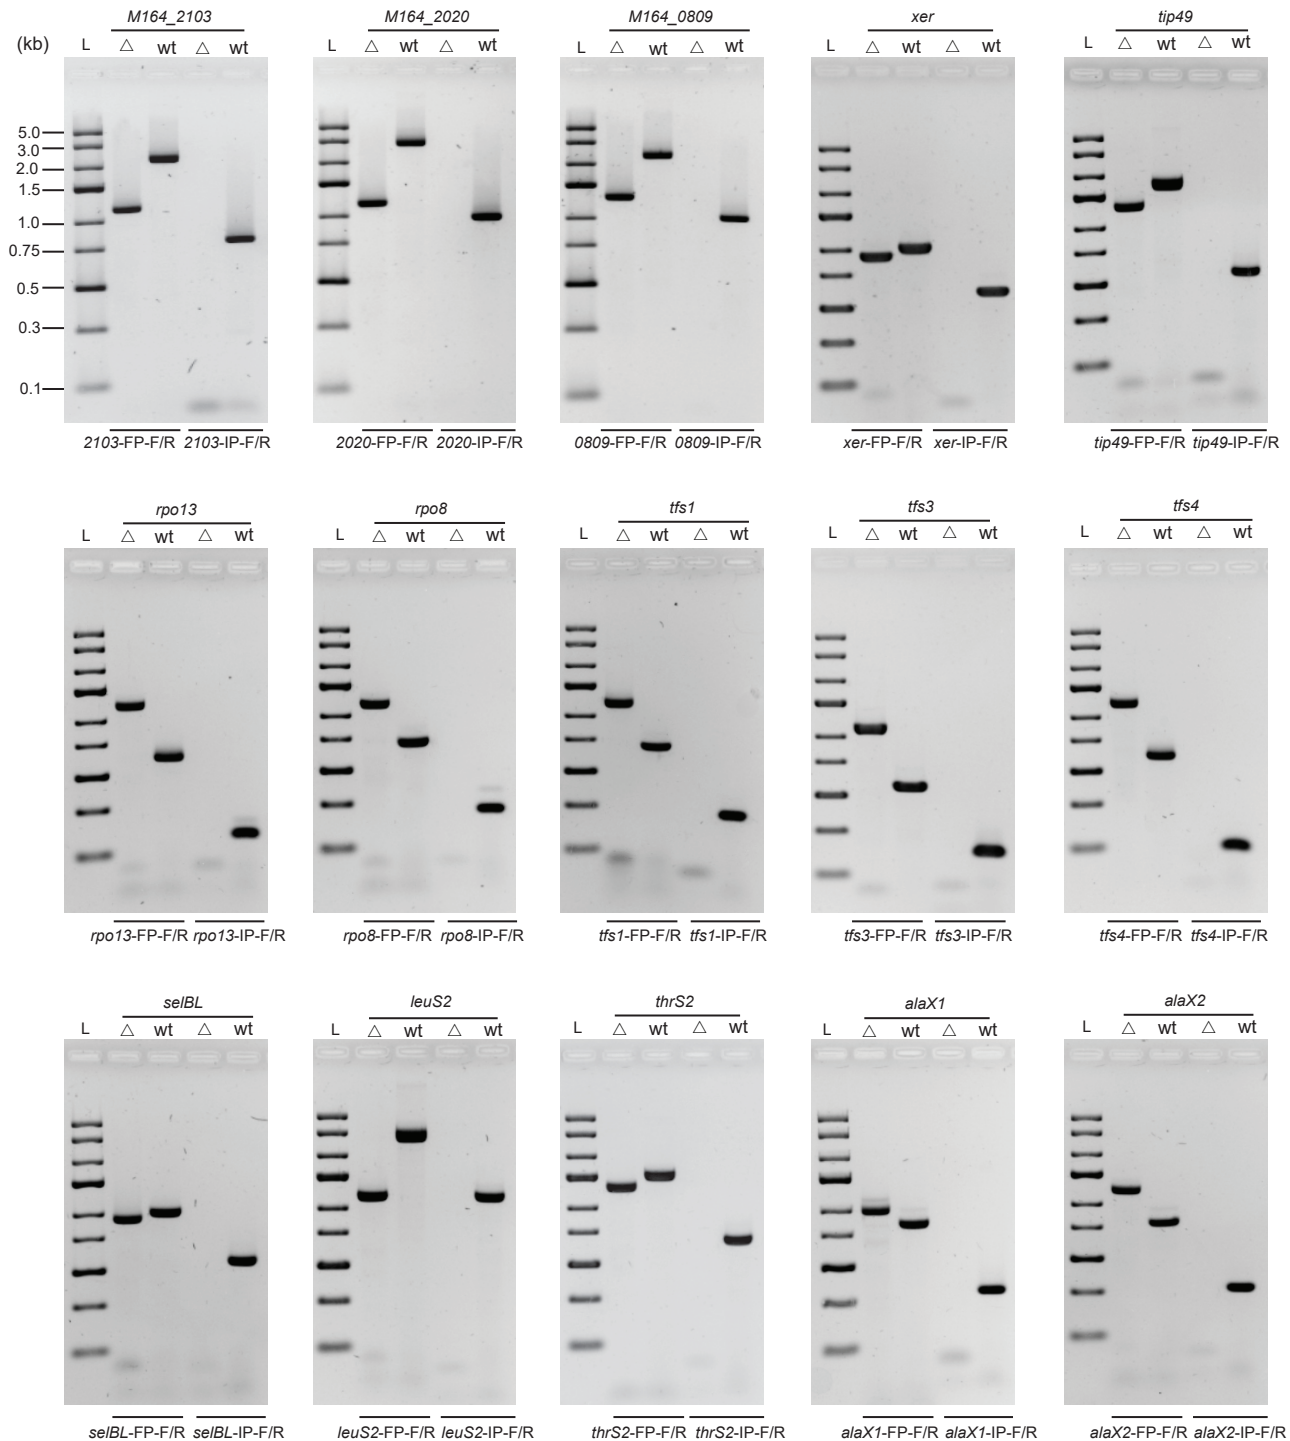 M164_2103 M164_2020 M164_0809 xer tip49
(kb) L △ wt △ wt L △ wt △ wt L △ wt △ wt L △ wt △ wt L △ wt △ wt
5.0
3.0
2.0
1.5
1.0
0.75
0.5
0.3
0.1
2103-FP-F/R 2103-IP-F/R 2020-FP-F/R 2020-IP-F/R 0809-FP-F/R 0809-IP-F/R xer-FP-F/R xer-IP-F/R tip49-FP-F/R tip49-IP-F/R
rpo13 rpo8 tfs1 tfs3 tfs4
L △ wt △ wt L △ wt △ wt L △ wt △ wt L △ wt △ wt L △ wt △ wt
rpo13-FP-F/R rpo13-IP-F/R rpo8-FP-F/R rpo8-IP-F/R tfs1-FP-F/R tfs1-IP-F/R tfs3-FP-F/R tfs3-IP-F/R tfs4-FP-F/R tfs4-IP-F/R
selBL leuS2 thrS2 alaX1 alaX2
L △ wt △ wt L △ wt △ wt L △ wt △ wt L △ wt △ wt L △ wt △ wt
selBL-FP-F/R selBL-IP-F/R leuS2-FP-F/R leuS2-IP-F/R thrS2-FP-F/R thrS2-IP-F/R alaX1-FP-F/R alaX1-IP-F/R alaX2-FP-F/R alaX2-IP-F/R